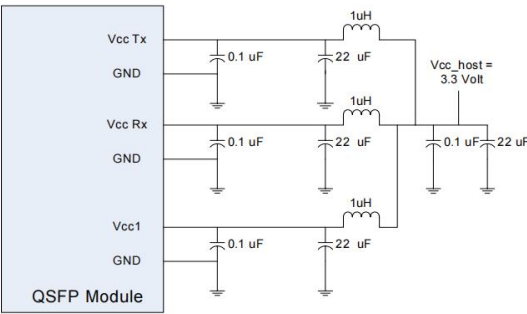 1uH
Vcc Tx
0.1 uF
22 uF
GND
Vcc_host =
3.3 Volt
1uH
Vcc Rx
0.1 uF
22 uF
0.1 uF
22 uF
GND
1uH
Vcc1
0.1 uF
22 uF
GND
QSFP Module